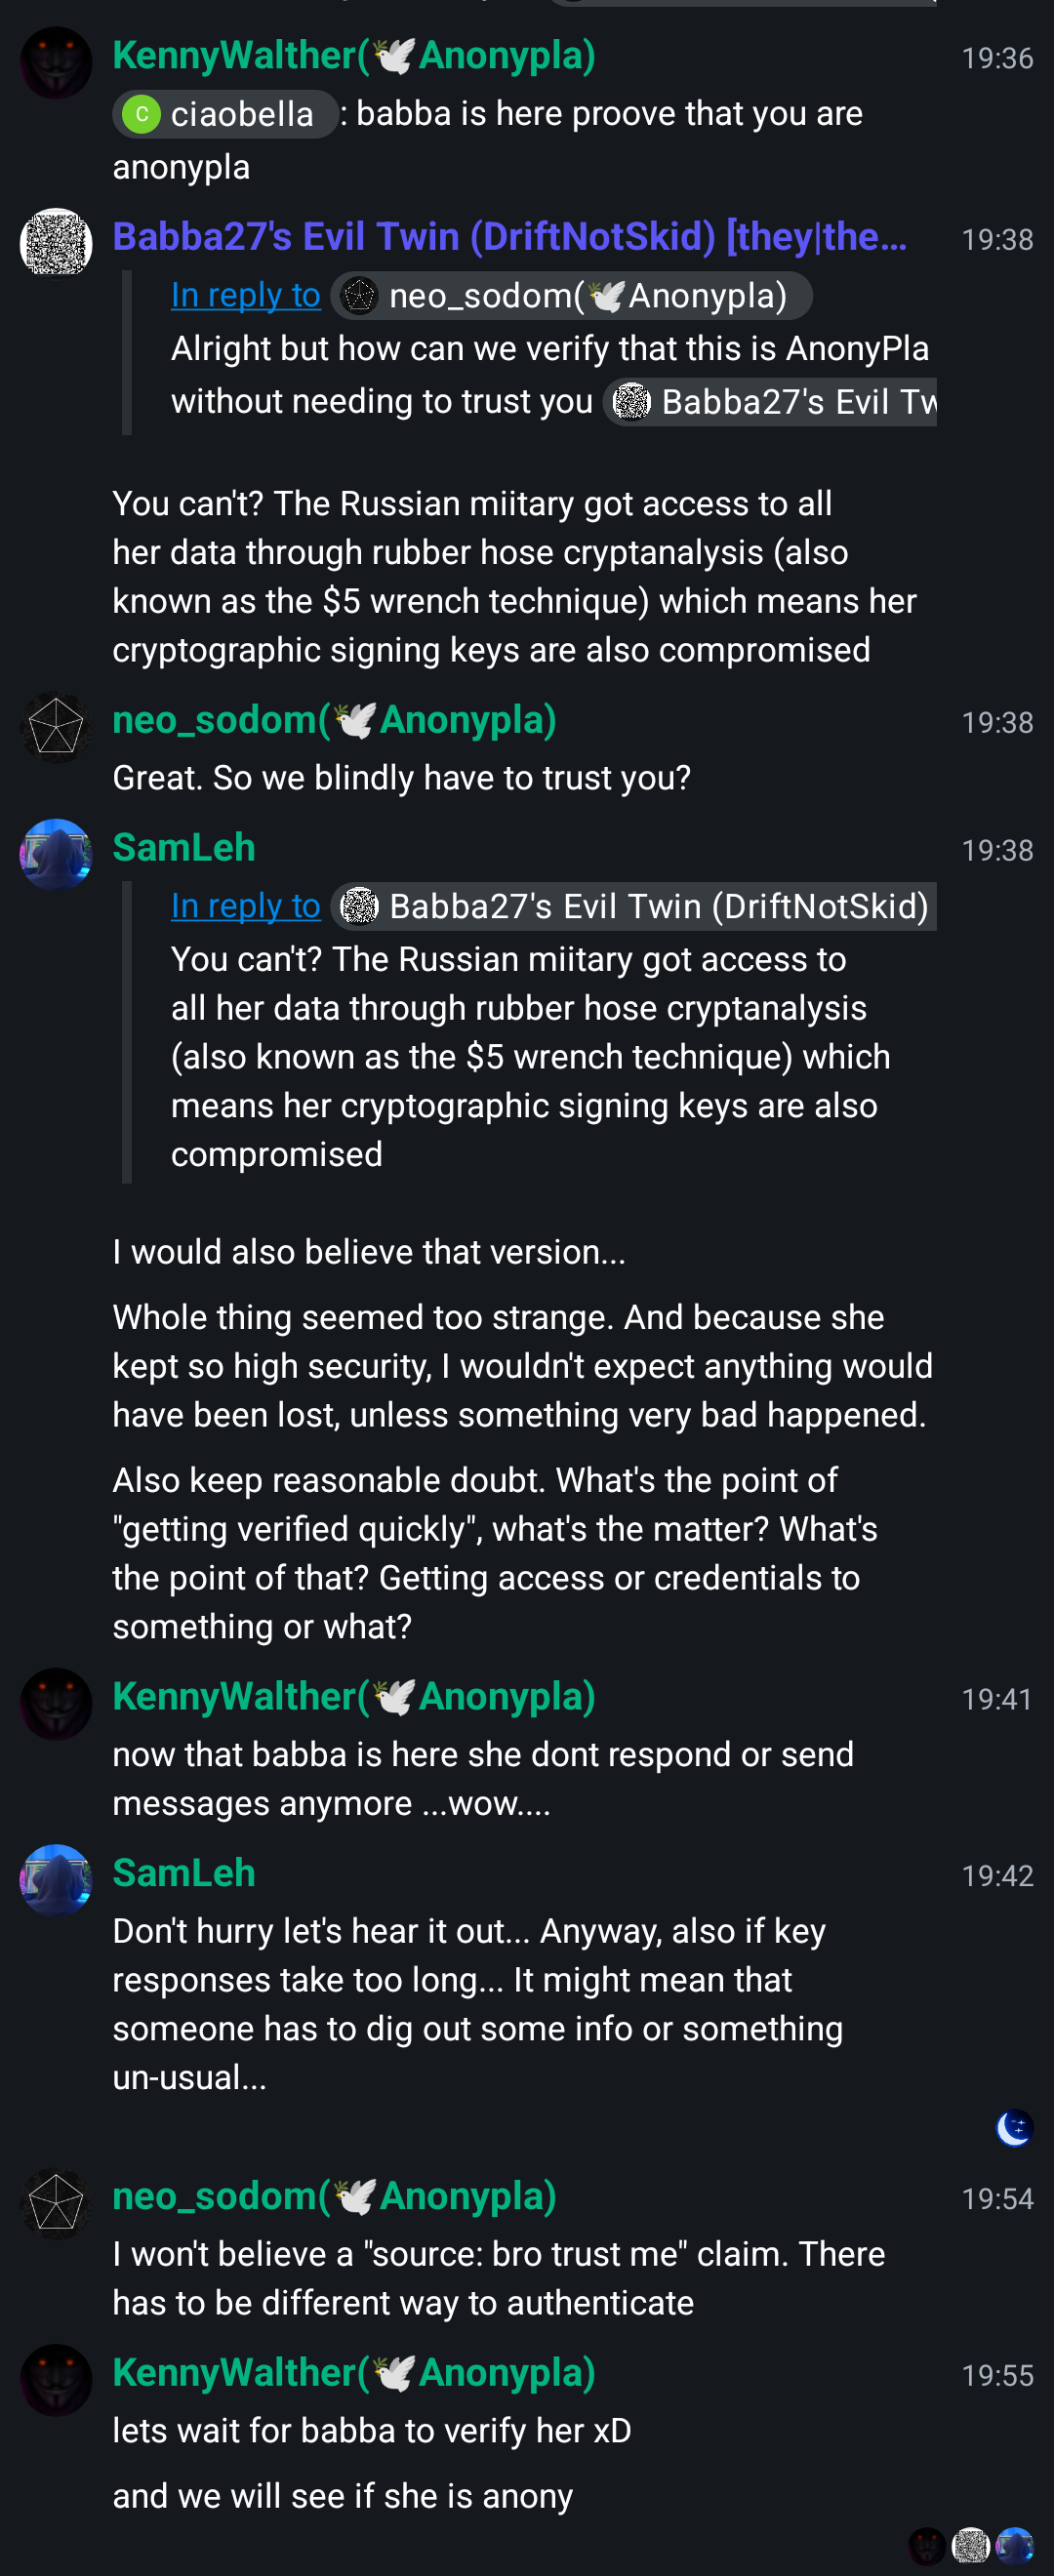 KennyWalther(🕊Anonypla) 19:36
C ciaobella : babba is here proove that you are
anonypla
Babba27's Evil Twin (DriftNotSkid) [they|the... 19:38
In reply to neo_sodom(🕊Anonypla)
Alright but how can we verify that this is AnonyPla
without needing to trust you Babba27's Evil Tw
You can't? The Russian miitary got access to all
her data through rubber hose cryptanalysis (also
known as the $5 wrench technique) which means her
cryptographic signing keys are also compromised
neo_sodom(🕊Anonypla) 19:38
Great. So we blindly have to trust you?
SamLeh 19:38
In reply to Babba27's Evil Twin (DriftNotSkid)
You can't? The Russian miitary got access to
all her data through rubber hose cryptanalysis
(also known as the $5 wrench technique) which
means her cryptographic signing keys are also
compromised
I would also believe that version...
Whole thing seemed too strange. And because she
kept so high security, I wouldn't expect anything would
have been lost, unless something very bad happened.
Also keep reasonable doubt. What's the point of
"getting verified quickly", what's the matter? What's
the point of that? Getting access or credentials to
something or what?
KennyWalther(🕊Anonypla) 19:41
now that babba is here she dont respond or send
messages anymore ...wow....
SamLeh 19:42
Don't hurry let's hear it out... Anyway, also if key
responses take too long... It might mean that
someone has to dig out some info or something
un-usual...
neo_sodom(🕊Anonypla) 19:54
I won't believe a "source: bro trust me" claim. There
has to be different way to authenticate
KennyWalther(🕊Anonypla) 19:55
lets wait for babba to verify her xD
and we will see if she is anony